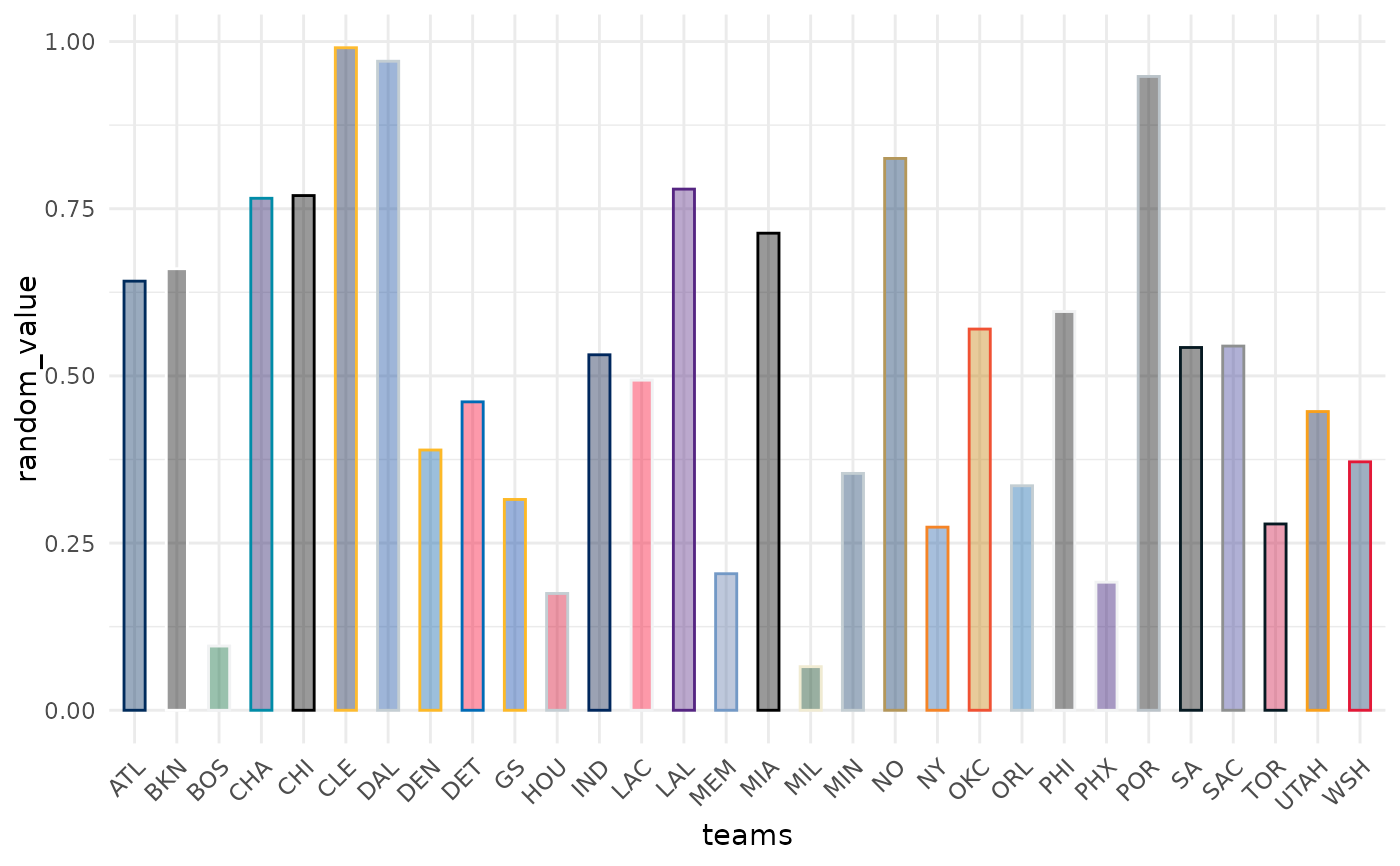 1.00
0.75
0.50
0.25
0.00
random_value
ATL BKN BOS CHA CHI CLE DAL DEN DET GS HOU IND LAC LAL MEM MIA MIL MIN NO NY OKC ORL PHI PHX POR SA SAC TOR UTAH WSH
teams